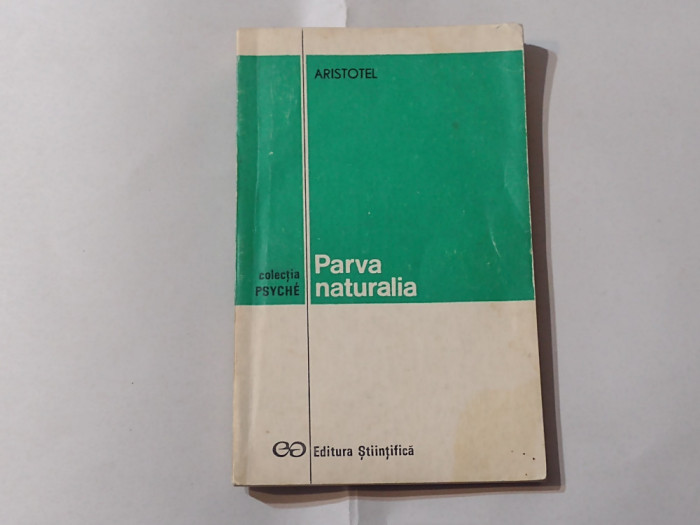 ARISTOTEL
Parva
naturalia
colecția
PSYCHÉ
Editura Științifică